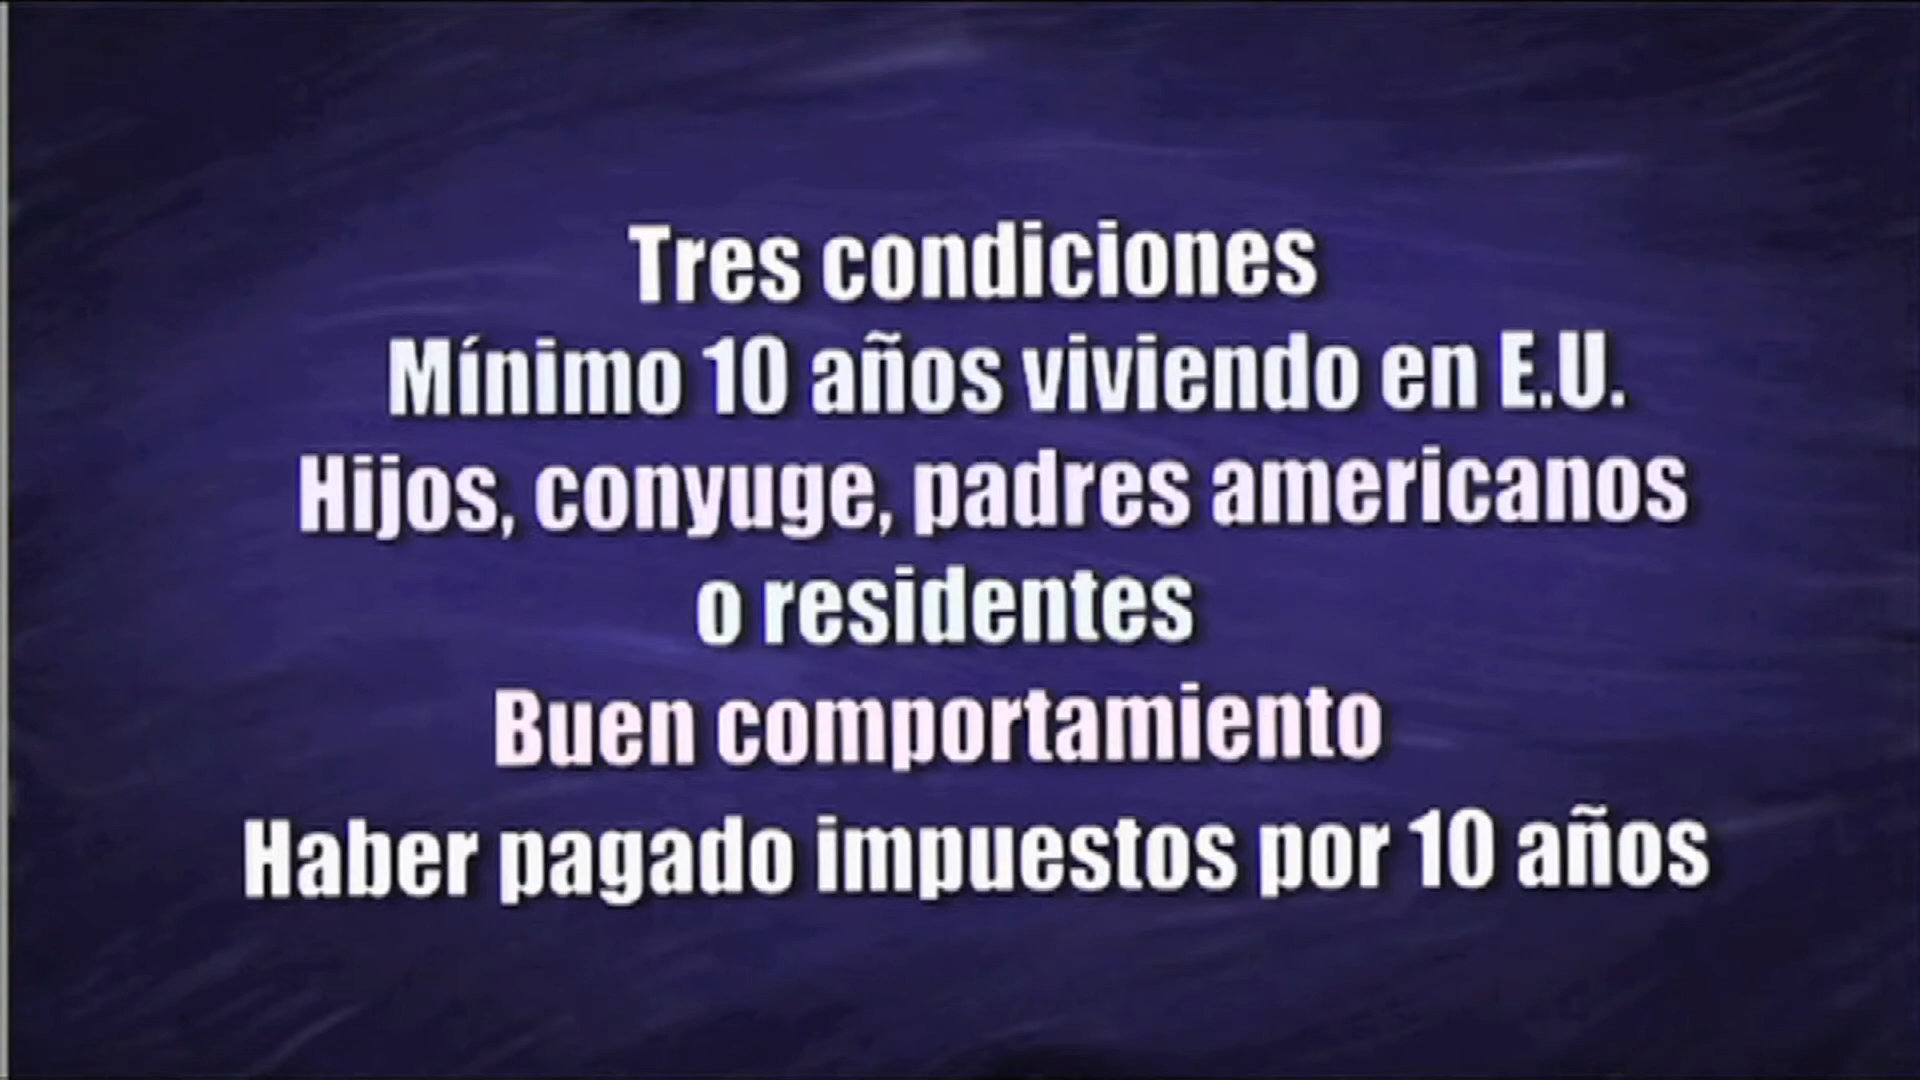 Tres condiciones
Mínimo 10 años viviendo en E.U.
Hijos, conyuge, padres americanos
o residentes
Buen comportamiento
Haber pagado impuestos por 10 años